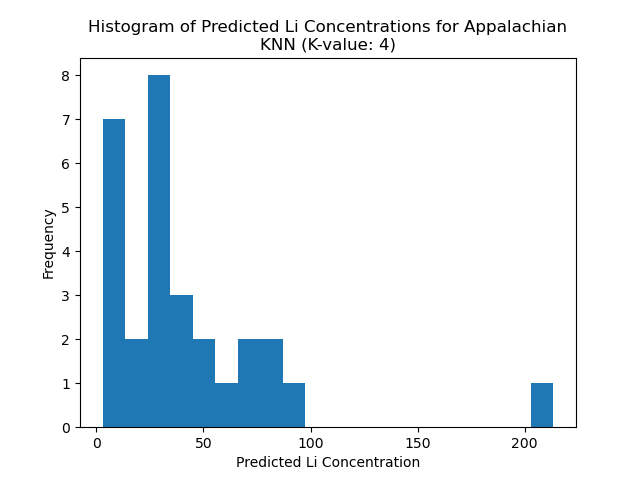 Histogram of Predicted Li Concentrations for Appalachian
KNN (K-value: 4)
8
7
6
5
4
3
2
1
0
Frequency
0 50 100 150 200
Predicted Li Concentration